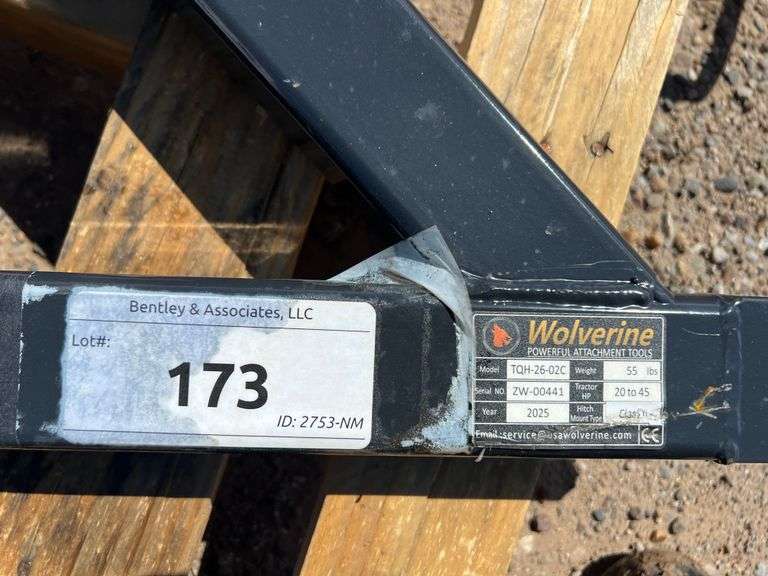 Bentley & Associates, LLC
Lot#:
173
ID: 2753-NM
Wolverine
POWERFUL ATTACHMENT TOOLS
Model TQH-26-02C Weight 55 lbs
Serial NO. ZW-00441 Tractor HP 20 to 45
Year 2025 Hitch Mount Type
Email:service@usawolverine.com CE